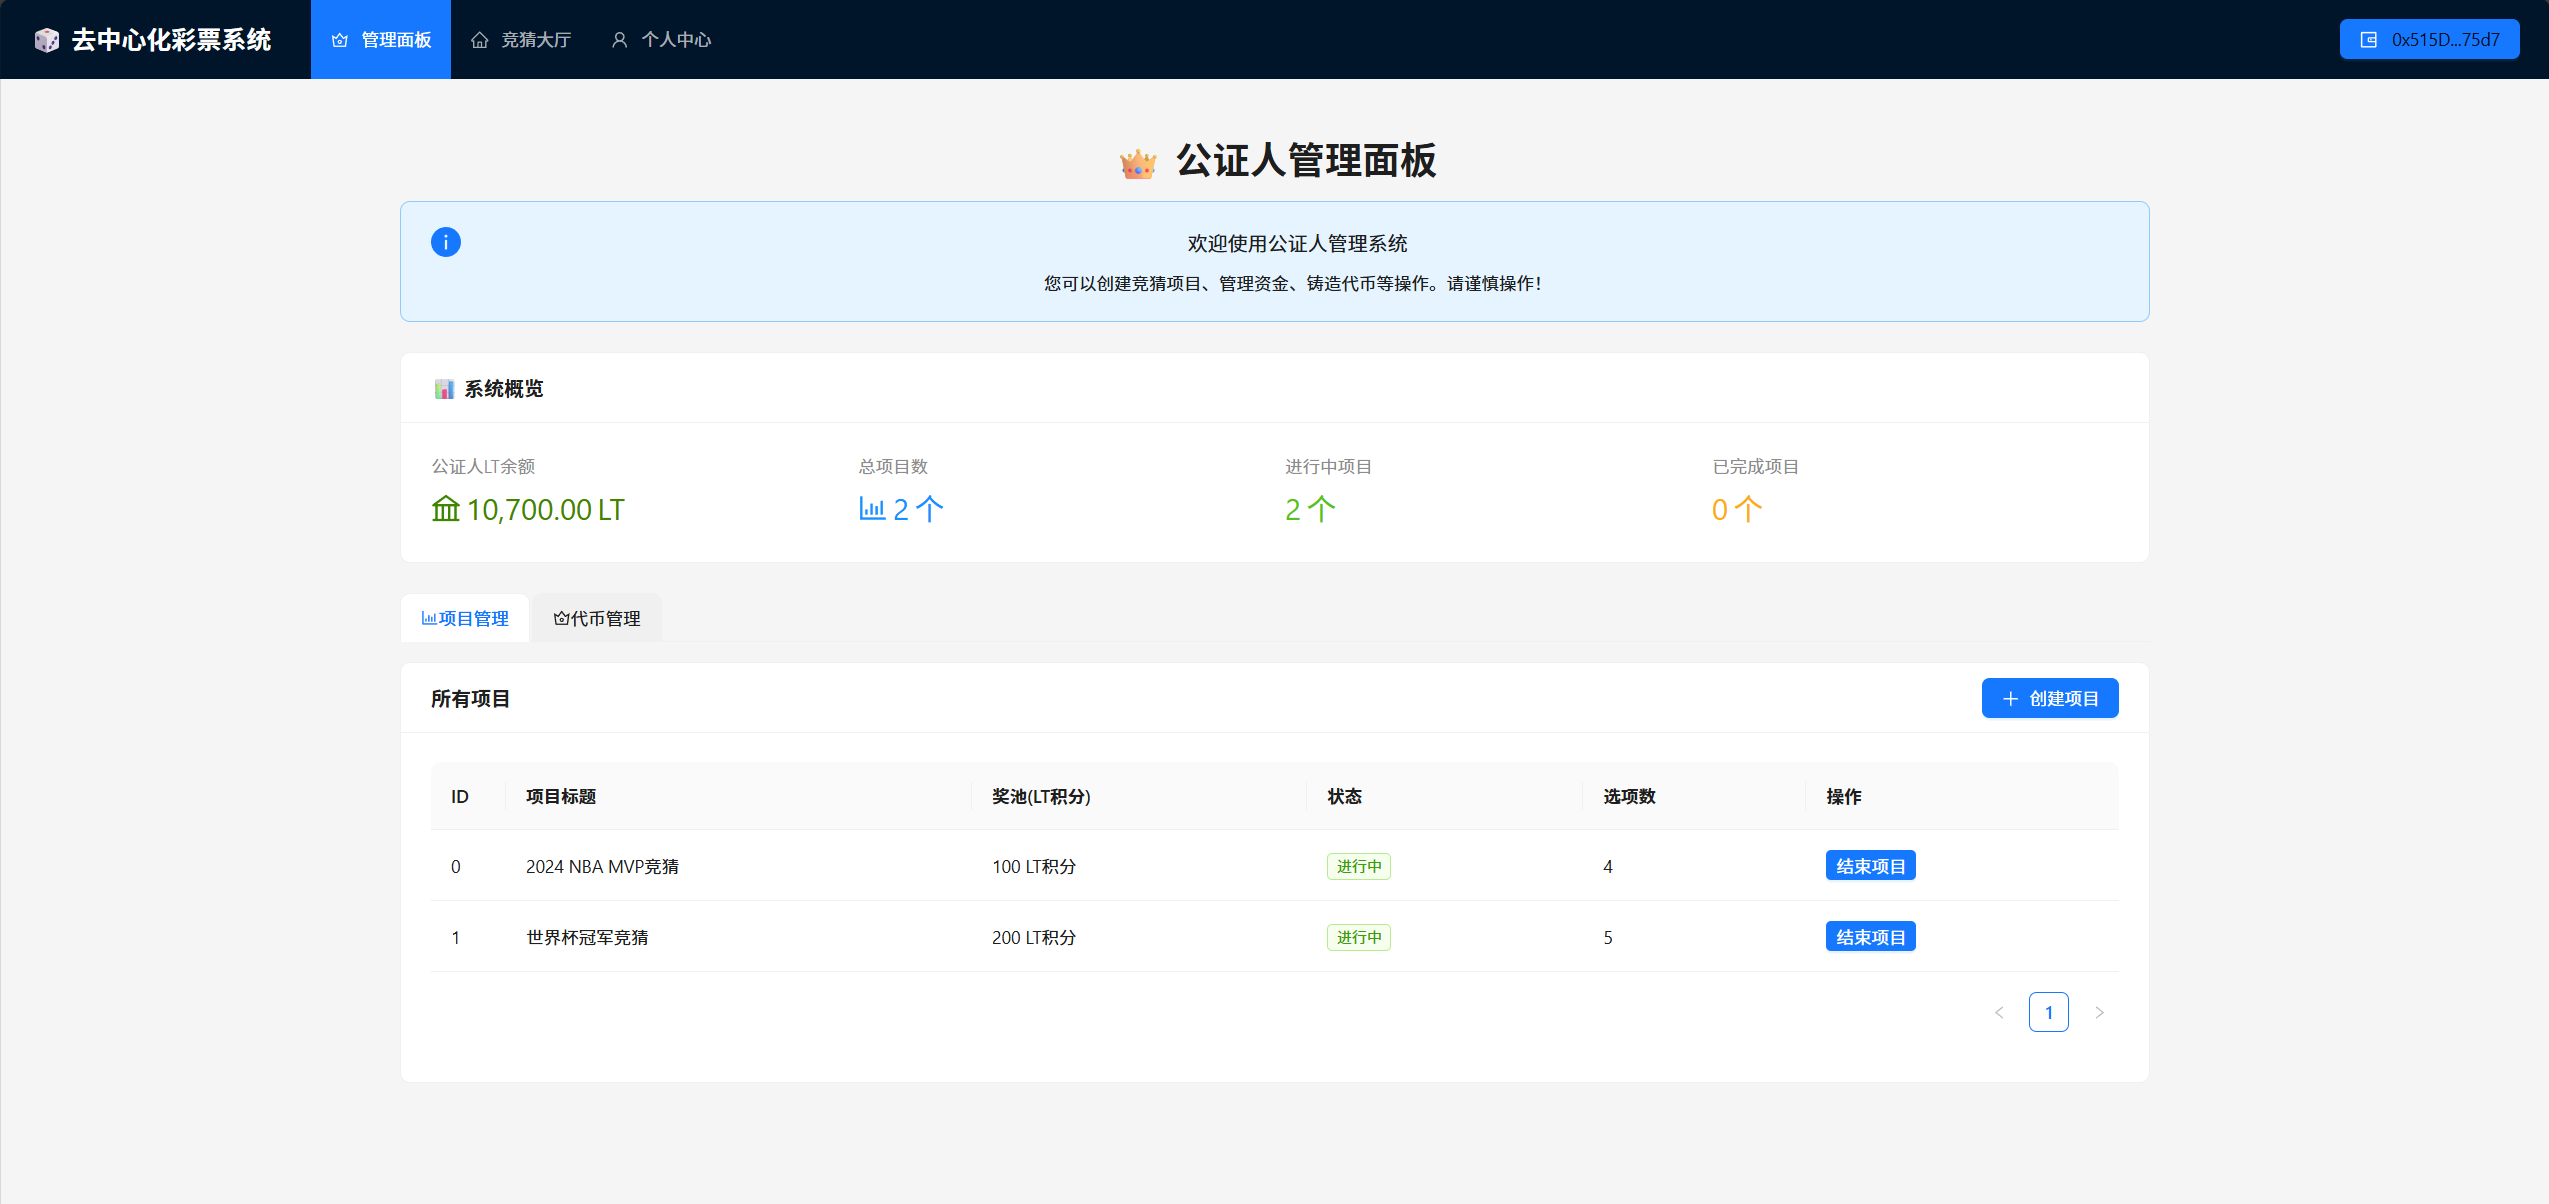 去中心化彩票系统 管理面板 竞猜大厅 个人中心 0x515D...75d7
公证人管理面板
欢迎使用公证人管理系统
您可以创建竞猜项目、管理资金、铸造代币等操作。请谨慎操作！
系统概览
公证人LT余额 总项目数 进行中项目 已完成项目
10,700.00 LT 2 个 2 个 0 个
项目管理 代币管理
所有项目 创建项目
ID 项目标题 奖池(LT积分) 状态 选项数 操作
0 2024 NBA MVP竞猜 100 LT积分 进行中 4 结束项目
1 世界杯冠军竞猜 200 LT积分 进行中 5 结束项目
1